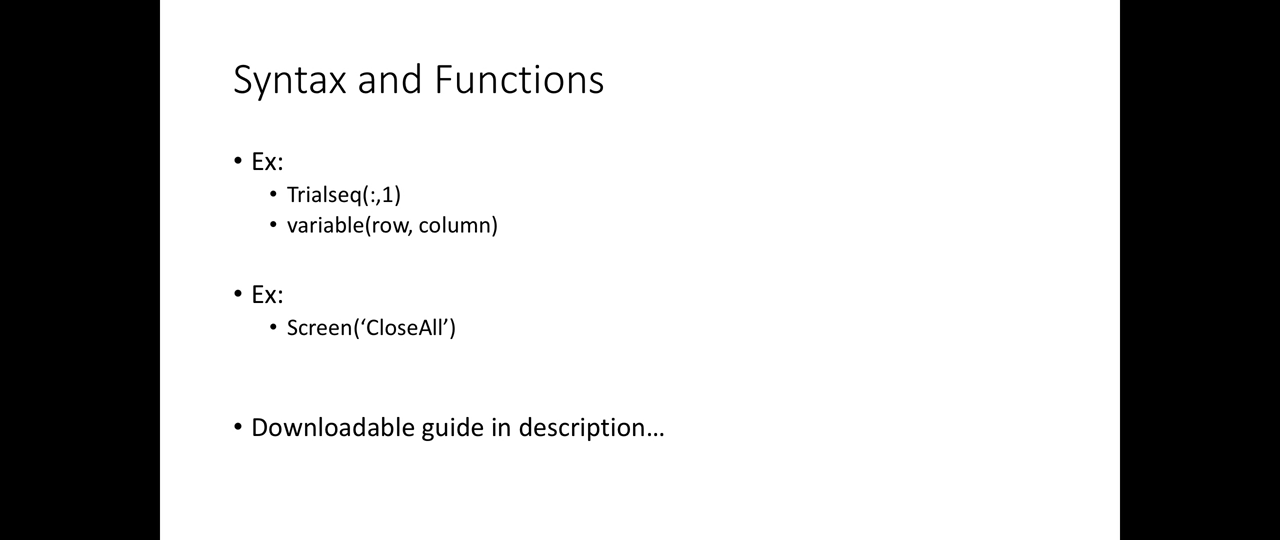 Syntax and Functions
• Ex:
• Trialseq(:,1)
• variable(row, column)
• Ex:
• Screen(‘CloseAll’)
• Downloadable guide in description…